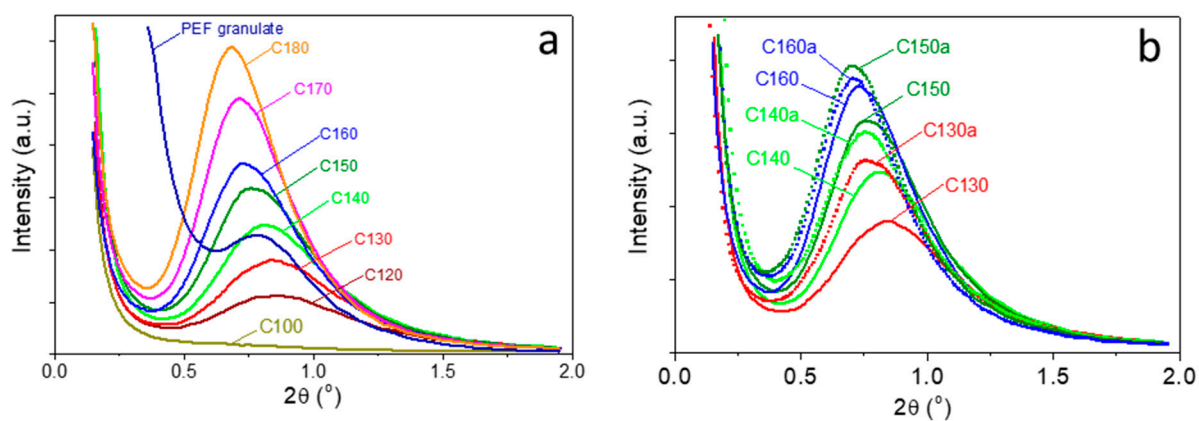 a
PEF granulate
C180
C170
C160
C150
C140
C130
C120
C100
Intensity (a.u.)
0.0 0.5 1.0 1.5 2.0
2θ (°)
b
C160a
C150a
C160
C150
C140a
C130a
C140
C130
Intensity (a.u.)
0.0 0.5 1.0 1.5 2.0
2θ (°)